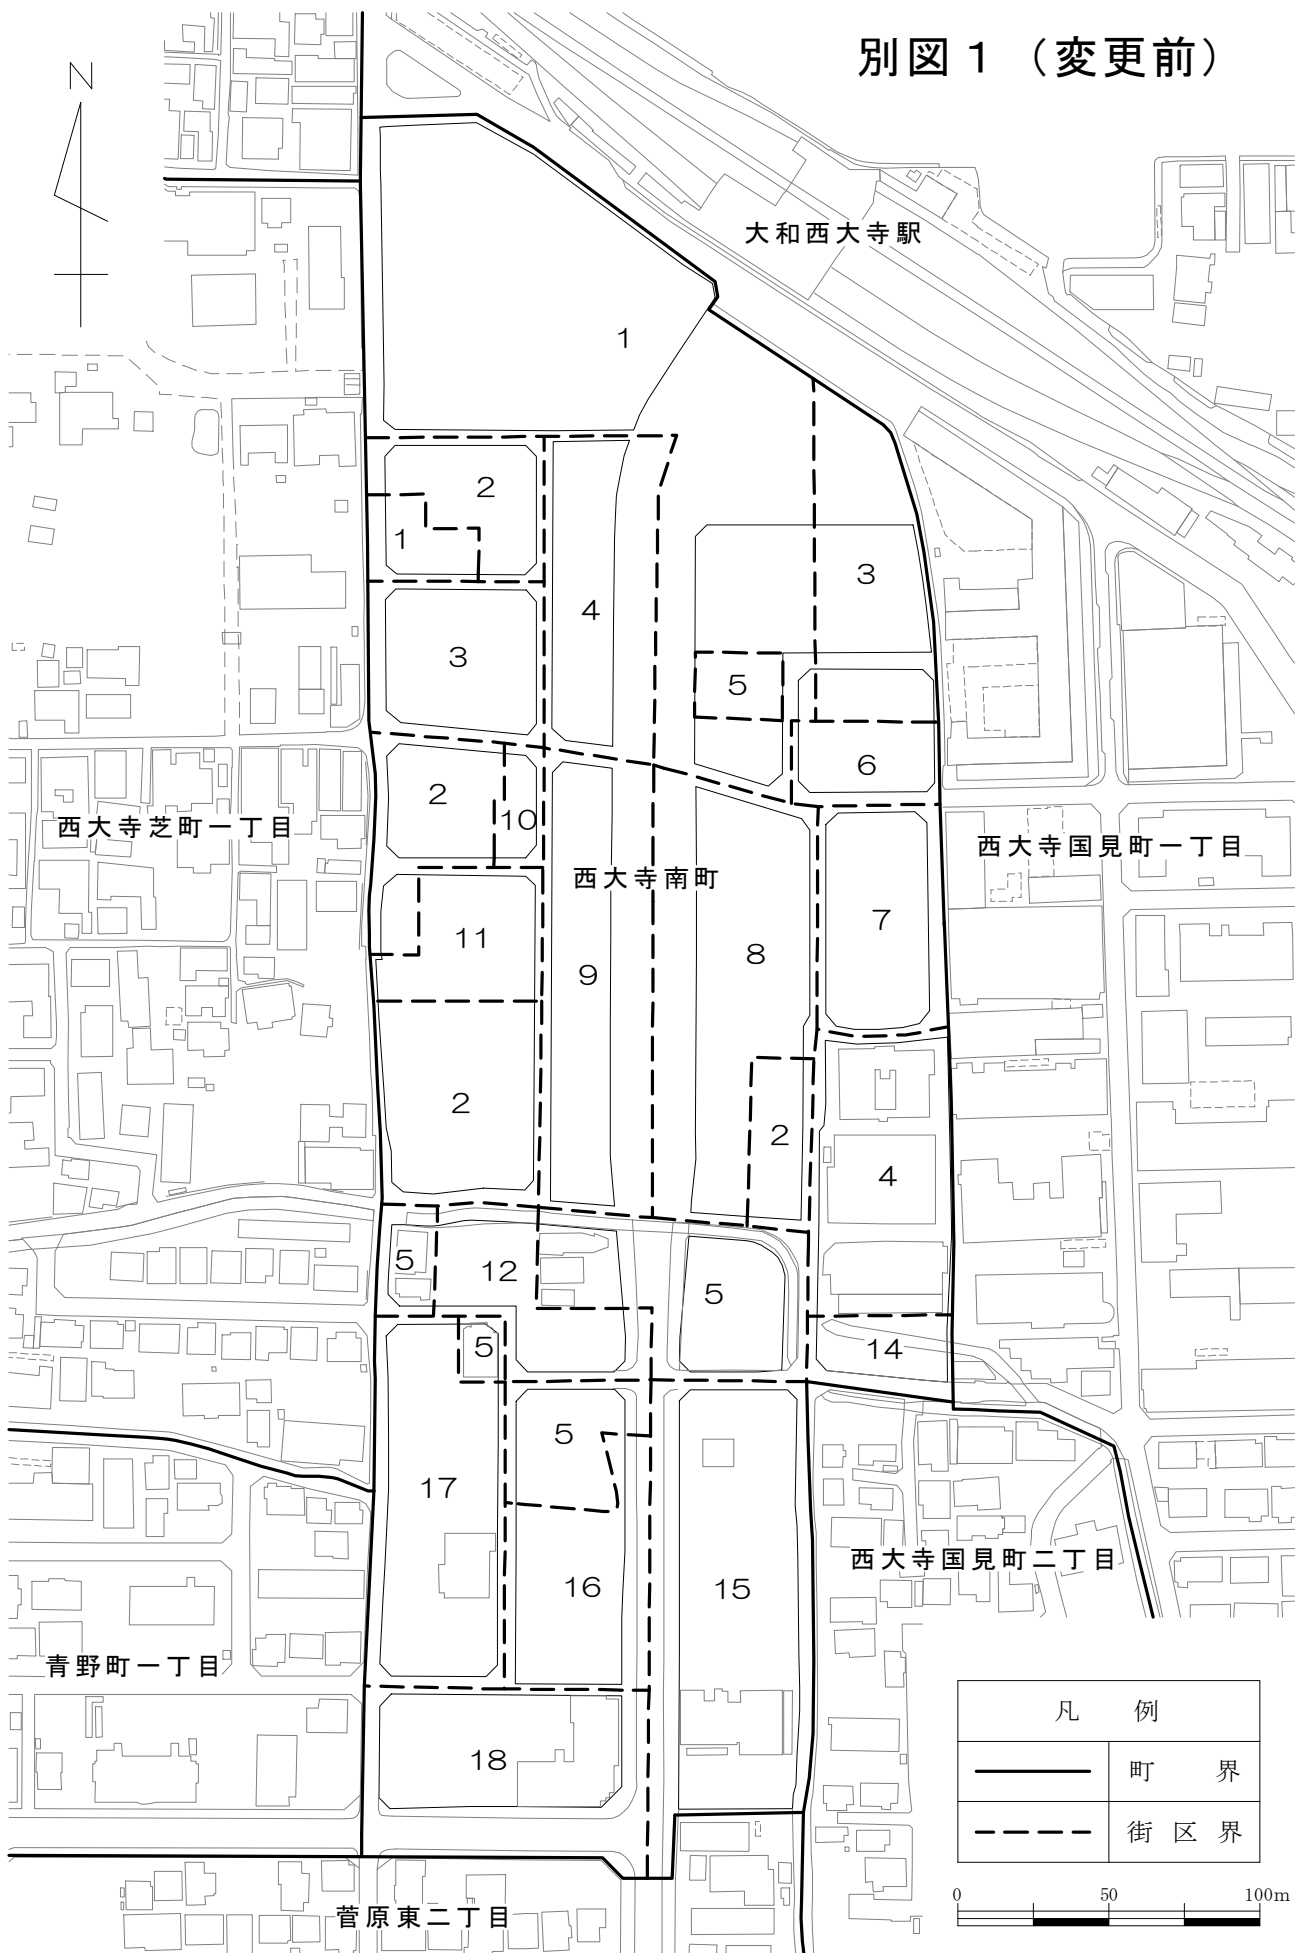 別図１（変更前）
N
大和西大寺駅
1
2
1
3
4
3
5
6
2
10
西大寺芝町一丁目
西大寺南町
西大寺国見町一丁目
7
11
8
9
2
2
4
5
12
5
5
14
5
17
16
15
西大寺国見町二丁目
青野町一丁目
18
菅原東二丁目
凡　例
町　界
街区界
0 50 100m